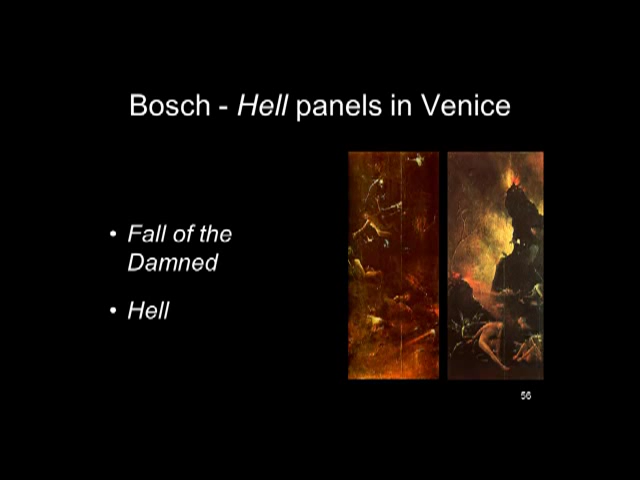 Bosch - Hell panels in Venice
• Fall of the
Damned
• Hell
56